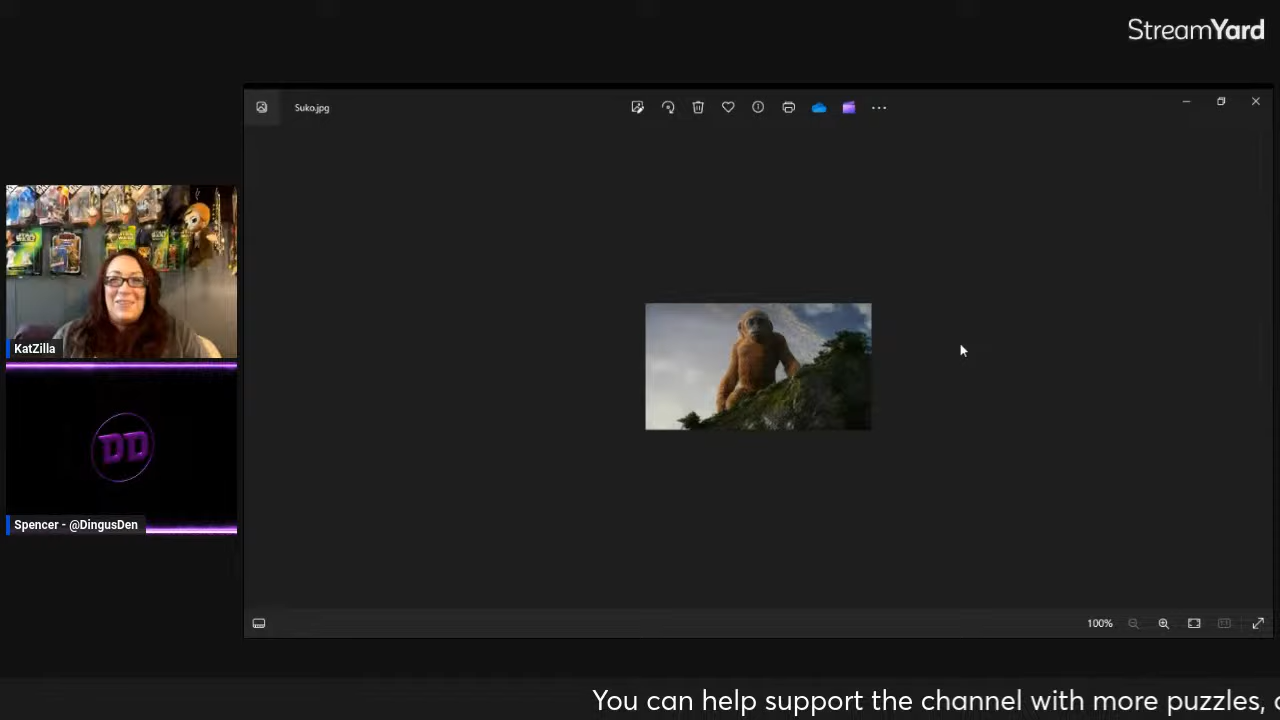 StreamYard
Suko.jpg
KatZilla
DD
Spencer - @DingusDen
100%
You can help support the channel with more puzzles,